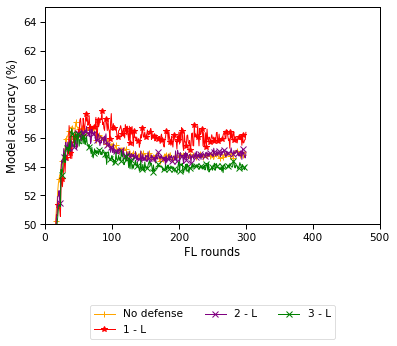 64
62
60
58
56
54
52
50
Model accuracy (%)
0 100 200 300 400 500
FL rounds
No defense 2 - L 3 - L
1 - L